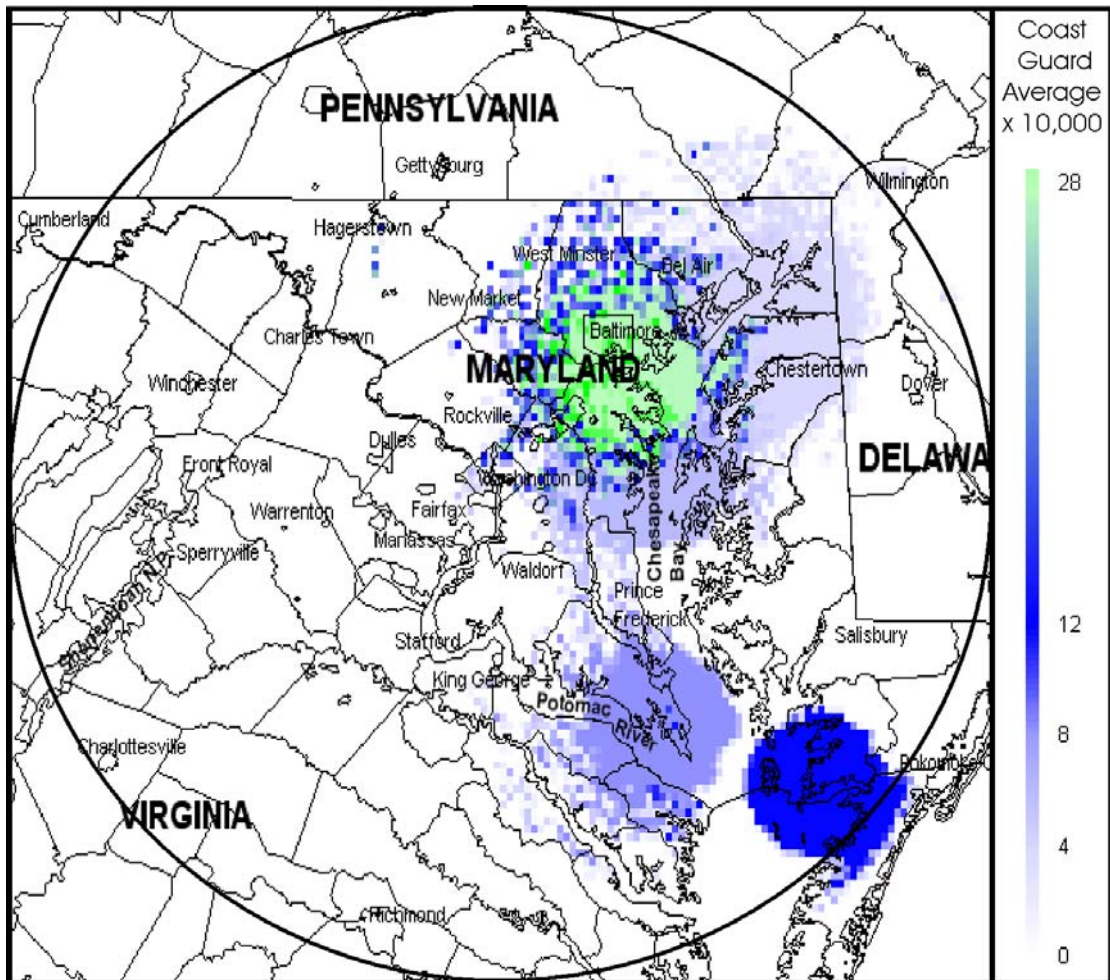 Coast
Guard
Average
x 10,000
28
12
8
4
0
PENNSYLVANIA
Gettysburg
Wilmington
Cumberland
Hagerstown
West Minster
Bel Air
New Market
Charles Town
Baltimore
MARYLAND
Chestertown
Winchester
Dover
Rockville
Dulles
Front Royal
DELAWA
Washington DC
Warrenton
Fairfax
Manassas
Chesapeake
Bay
Sperryville
Waldorf
Prince
Frederick
Shenandoah N.P.
Stafford
Salisbury
King George
Potomac
River
Charlottesville
Pokomoke C
VIRGINIA
Richmond